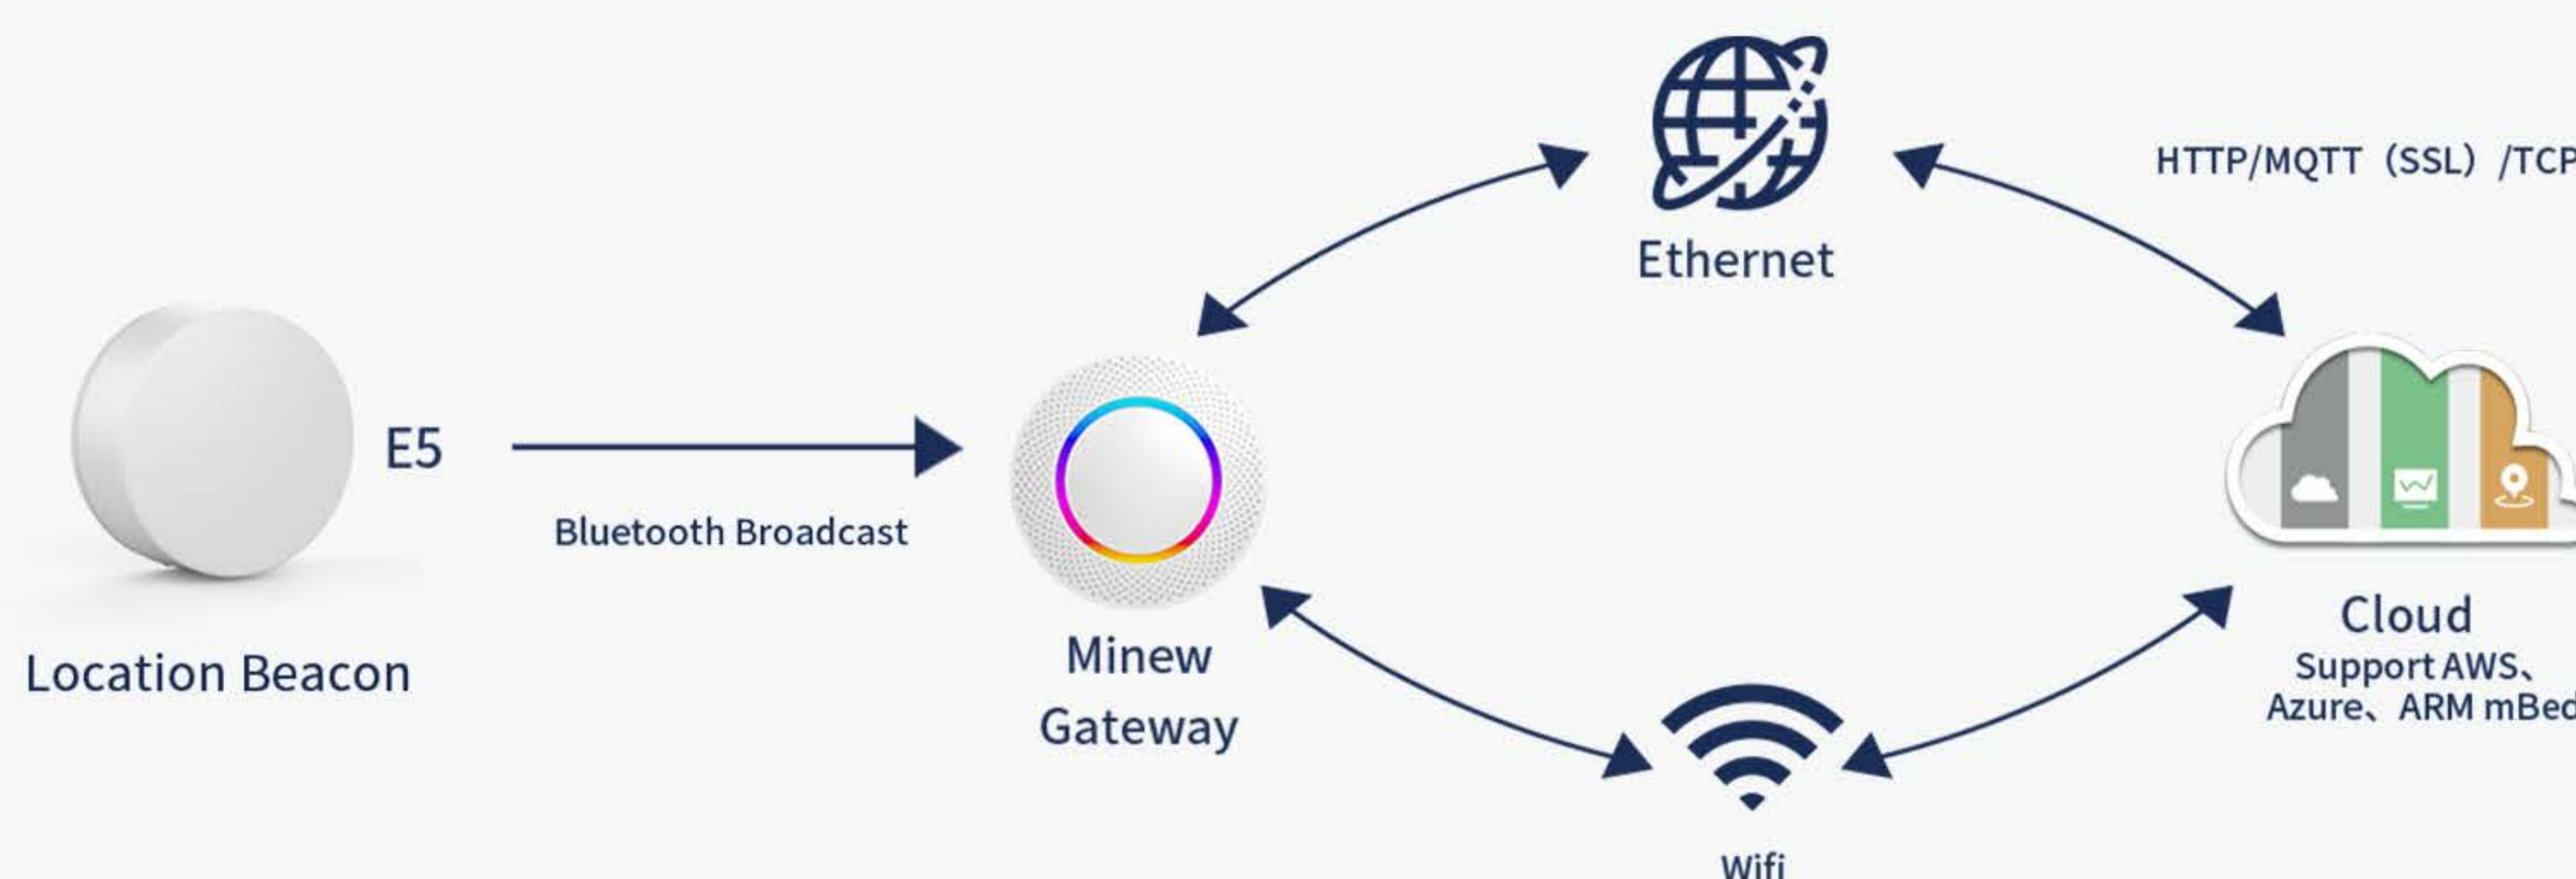 Ethernet
HTTP/MQTT（SSL）/TCP
E5
Bluetooth Broadcast
Location Beacon
Minew
Gateway
Cloud
Support AWS、
Azure、ARM mBed
Wifi